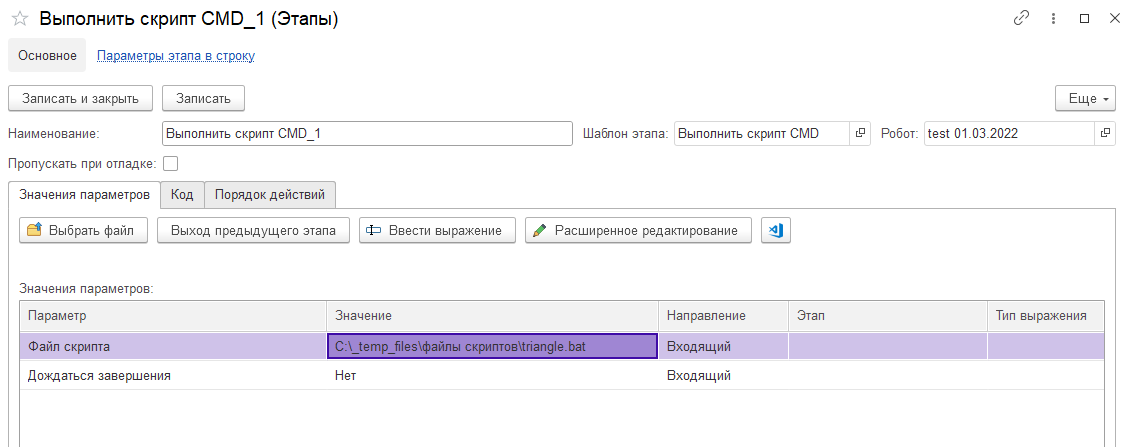 Выполнить скрипт CMD_1 (Этапы)
Основное Параметры этапа в строку
Записать и закрыть Записать Еще
Наименование: Выполнить скрипт CMD_1 Шаблон этапа: Выполнить скрипт CMD Робот: test 01.03.2022
Пропускать при отладке:
Значения параметров Код Порядок действий
Выбрать файл Выход предыдущего этапа Ввести выражение Расширенное редактирование
Значения параметров:
Параметр Значение Направление Этап Тип выражения
Файл скрипта C:\_temp_files\файлы скриптов\triangle.bat Входящий
Дождаться завершения Нет Входящий